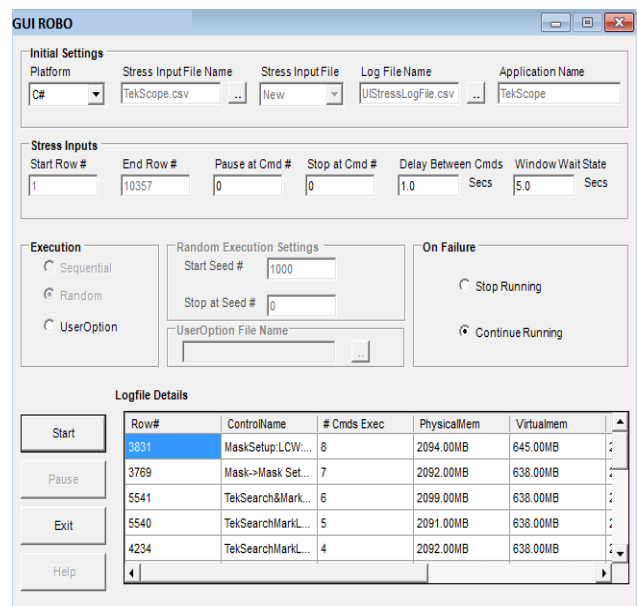 GUI ROBO
Initial Settings
Platform Stress Input File Name Stress Input File Log File Name Application Name
C# TekScope.csv .. New UIStressLogFile.csv .. TekScope
Stress Inputs
Start Row # End Row # Pause at Cmd # Stop at Cmd # Delay Between Cmds Window Wait State
1 10357 0 0 1.0 Secs 5.0 Secs
Execution Random Execution Settings On Failure
Sequential Start Seed # 1000
Stop Running
Random Stop at Seed # 0
UserOption UserOption File Name Continue Running
..
Logfile Details
Start Row# ControlName # Cmds Exec PhysicalMem Virtualmem
3831 MaskSetup:LCW:... 8 2094.00MB 645.00MB
Pause 3769 Mask->Mask Set... 7 2092.00MB 638.00MB
5541 TekSearch&Mark... 6 2099.00MB 638.00MB
Exit 5540 TekSearchMarkL... 5 2091.00MB 638.00MB
4234 TekSearchMarkL... 4 2092.00MB 638.00MB
Help